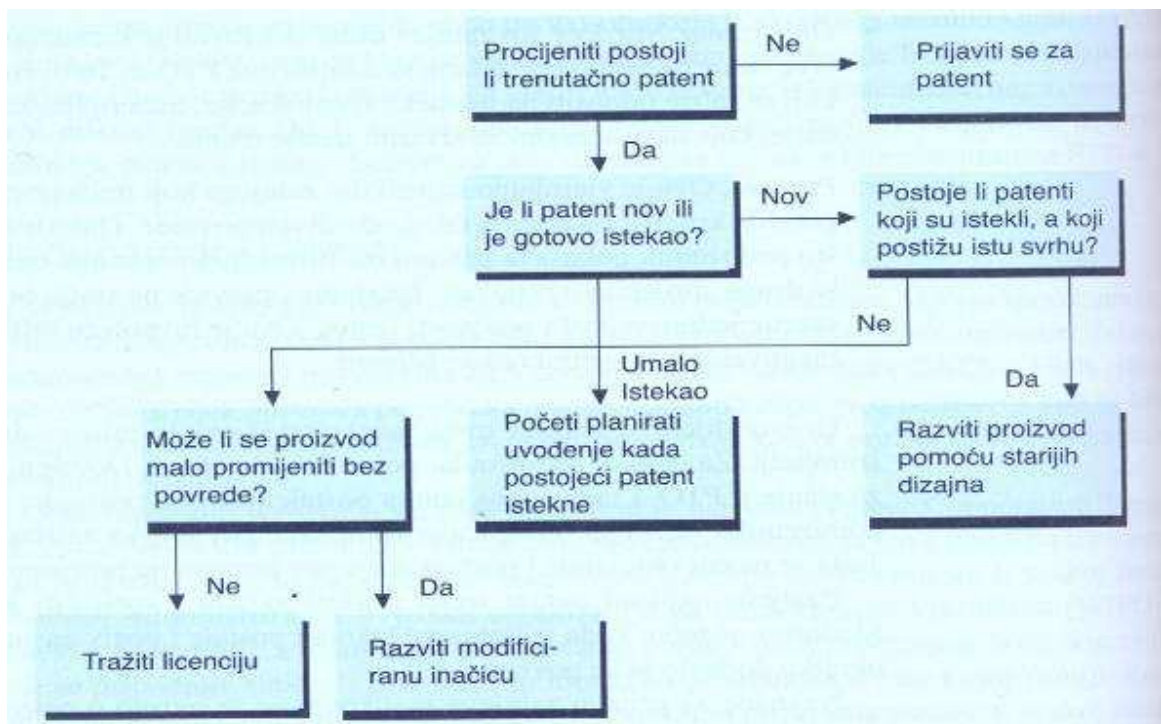 Procijeniti postoji
li trenutačno patent
Ne
Prijaviti se za
patent
Da
Je li patent nov ili
je gotovo istekao?
Nov
Postoje li patenti
koji su istekli, a koji
postižu istu svrhu?
Ne
Umalo
Istekao
Da
Može li se proizvod
malo promijeniti bez
povrede?
Početi planirati
uvođenje kada
postojeći patent
istekne
Razviti proizvod
pomoću starijih
dizajna
Ne
Da
Tražiti licenciju
Razviti modifici-
ranu inačicu